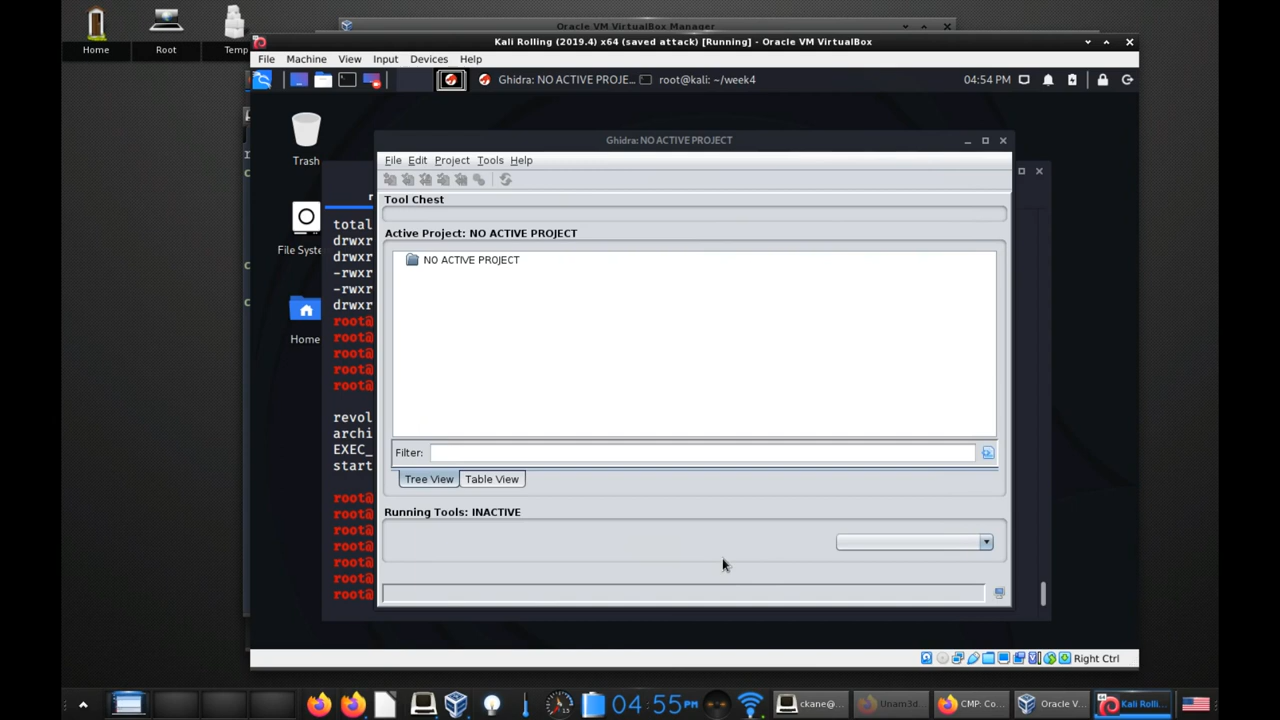 Home
Root
Temp
Oracle VM VirtualBox Manager
Kali Rolling (2019.4) x64 (saved attack) [Running] - Oracle VM VirtualBox
File Machine View Input Devices Help
Ghidra: NO ACTIVE PROJE...
root@kali: ~/week4
04:54 PM
Trash
File Syste
Home
Ghidra: NO ACTIVE PROJECT
File Edit Project Tools Help
Tool Chest
Active Project: NO ACTIVE PROJECT
NO ACTIVE PROJECT
Filter:
Tree View Table View
Running Tools: INACTIVE
total
drwxr
drwxr
-rwxr
-rwxr
drwxr
root@
root@
root@
root@
root@
revol
archi
EXEC_
start
root@
root@
root@
root@
root@
root@
root@
Right Ctrl
04:55PM
ckane@...
Unam3d...
CMP: Co...
Oracle V...
Kali Rolli...